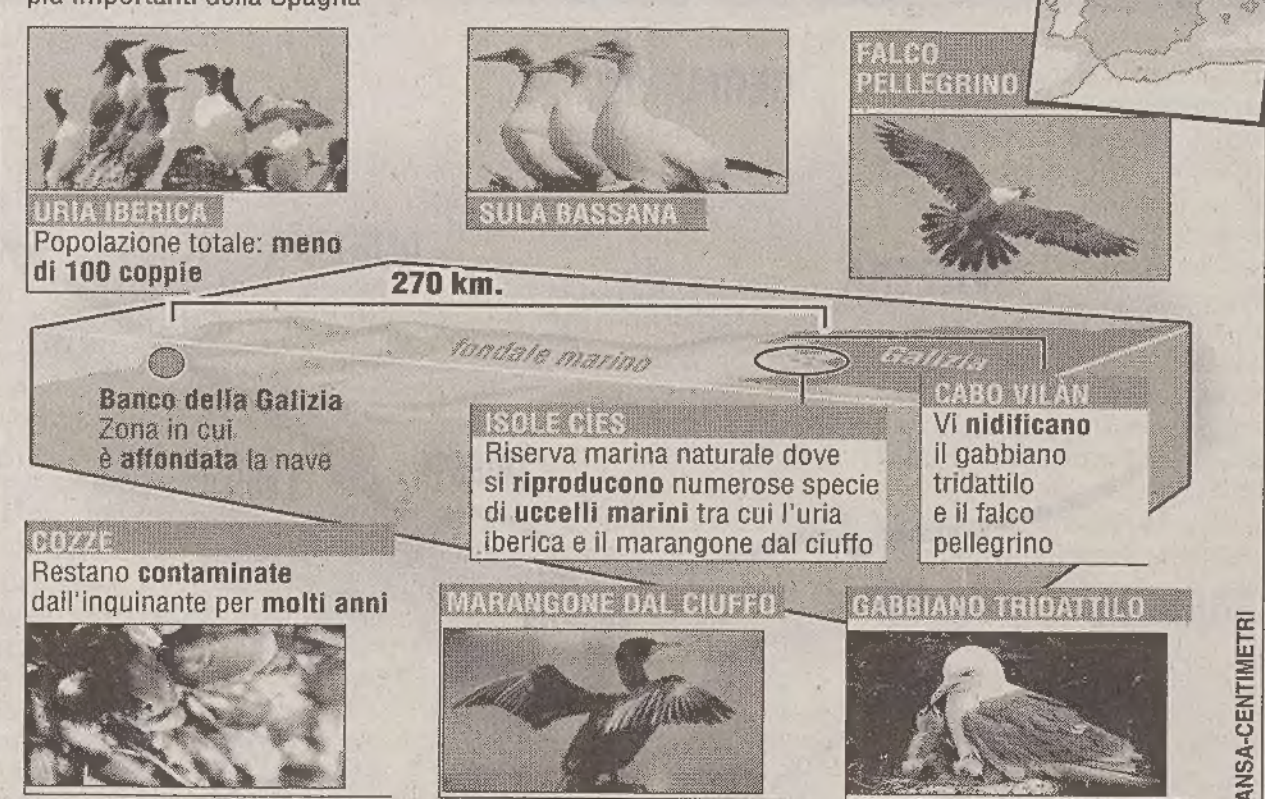 più importanti della Spagna
URIA IBERICA
Popolazione totale: meno
di 100 coppie
SULA BASSANA
FALCO
PELLEGRINO
270 km.
fondale marino
Galizia
Banco della Galizia
Zona in cui
è affondata la nave
ISOLE CÌES
Riserva marina naturale dove
si riproducono numerose specie
di uccelli marini tra cui l'uria
iberica e il marangone dal ciuffo
CABO VILÀN
Vi nidificano
il gabbiano
tridattilo
e il falco
pellegrino
COZZE
Restano contaminate
dall'inquinante per molti anni
MARANGONE DAL CIUFFO
GABBIANO TRIDATTILO
ANSA-CENTIMETRI